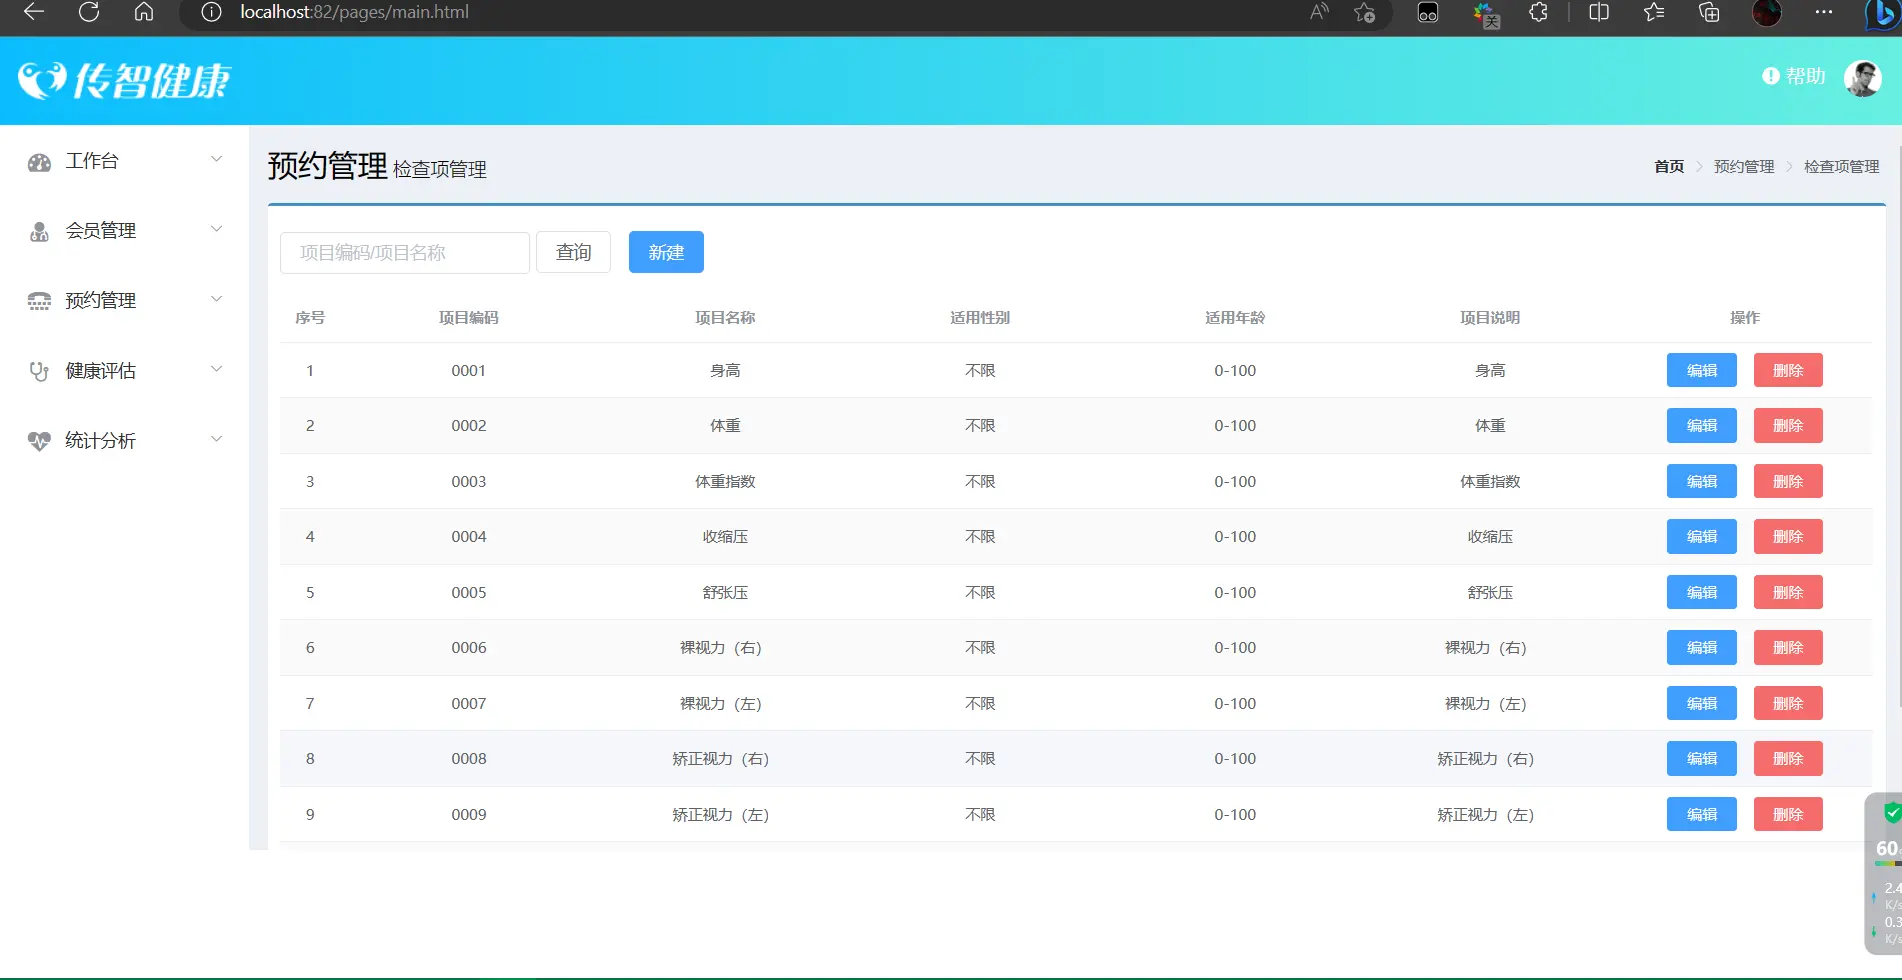 localhost:82/pages/main.html
传智健康
帮助
工作台
会员管理
预约管理
健康评估
统计分析
预约管理 检查项管理
首页 预约管理 检查项管理
项目编码/项目名称 查询 新建
序号 项目编码 项目名称 适用性别 适用年龄 项目说明 操作
1 0001 身高 不限 0-100 身高 编辑 删除
2 0002 体重 不限 0-100 体重 编辑 删除
3 0003 体重指数 不限 0-100 体重指数 编辑 删除
4 0004 收缩压 不限 0-100 收缩压 编辑 删除
5 0005 舒张压 不限 0-100 舒张压 编辑 删除
6 0006 裸视力（右） 不限 0-100 裸视力（右） 编辑 删除
7 0007 裸视力（左） 不限 0-100 裸视力（左） 编辑 删除
8 0008 矫正视力（右） 不限 0-100 矫正视力（右） 编辑 删除
9 0009 矫正视力（左） 不限 0-100 矫正视力（左） 编辑 删除
关
60
2.4
K/s
0.3
K/s